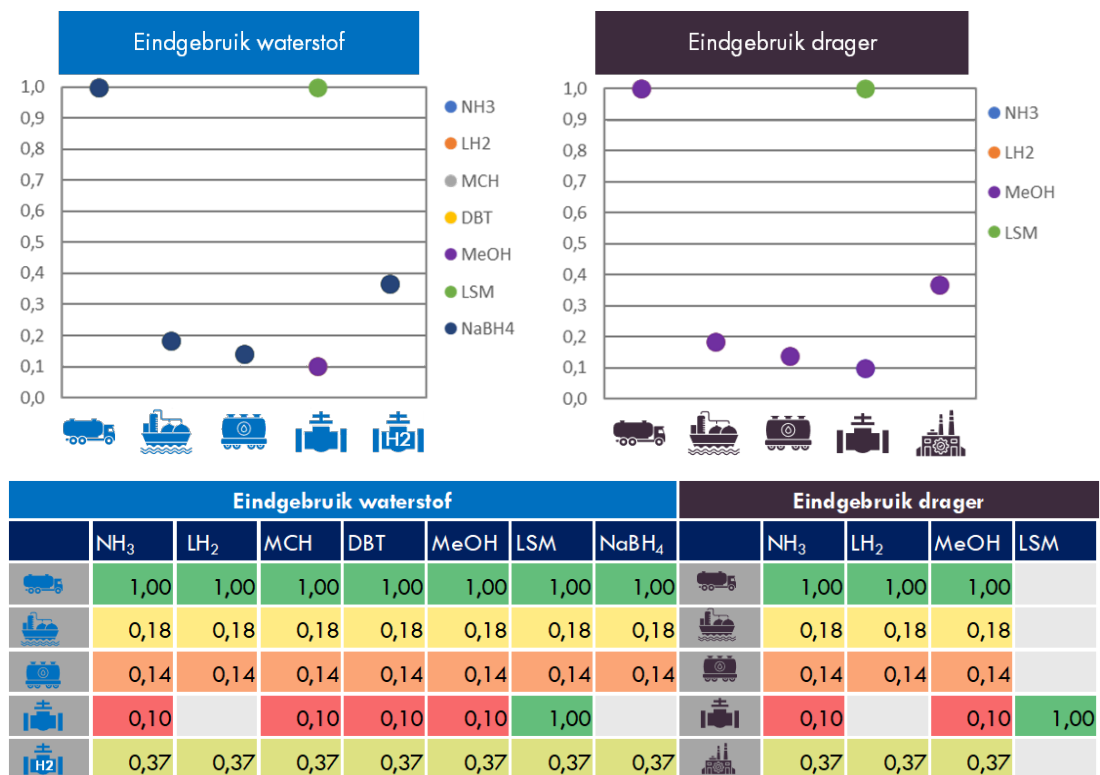 Eindgebruik waterstof
1,0
0,9
0,8
0,7
0,6
0,5
0,4
0,3
0,2
0,1
0,0
NH3
LH2
MCH
DBT
MeOH
LSM
NaBH4
H2
Eindgebruik drager
1,0
0,9
0,8
0,7
0,6
0,5
0,4
0,3
0,2
0,1
0,0
NH3
LH2
MeOH
LSM
Eindgebruik waterstof Eindgebruik drager
NH₃ LH₂ MCH DBT MeOH LSM NaBH₄ NH₃ LH₂ MeOH LSM
1,00 1,00 1,00 1,00 1,00 1,00 1,00 1,00 1,00 1,00
0,18 0,18 0,18 0,18 0,18 0,18 0,18 0,18 0,18 0,18
0,14 0,14 0,14 0,14 0,14 0,14 0,14 0,14 0,14 0,14
0,10 0,10 0,10 0,10 1,00 0,10 0,10 1,00
H2 0,37 0,37 0,37 0,37 0,37 0,37 0,37 0,37 0,37 0,37